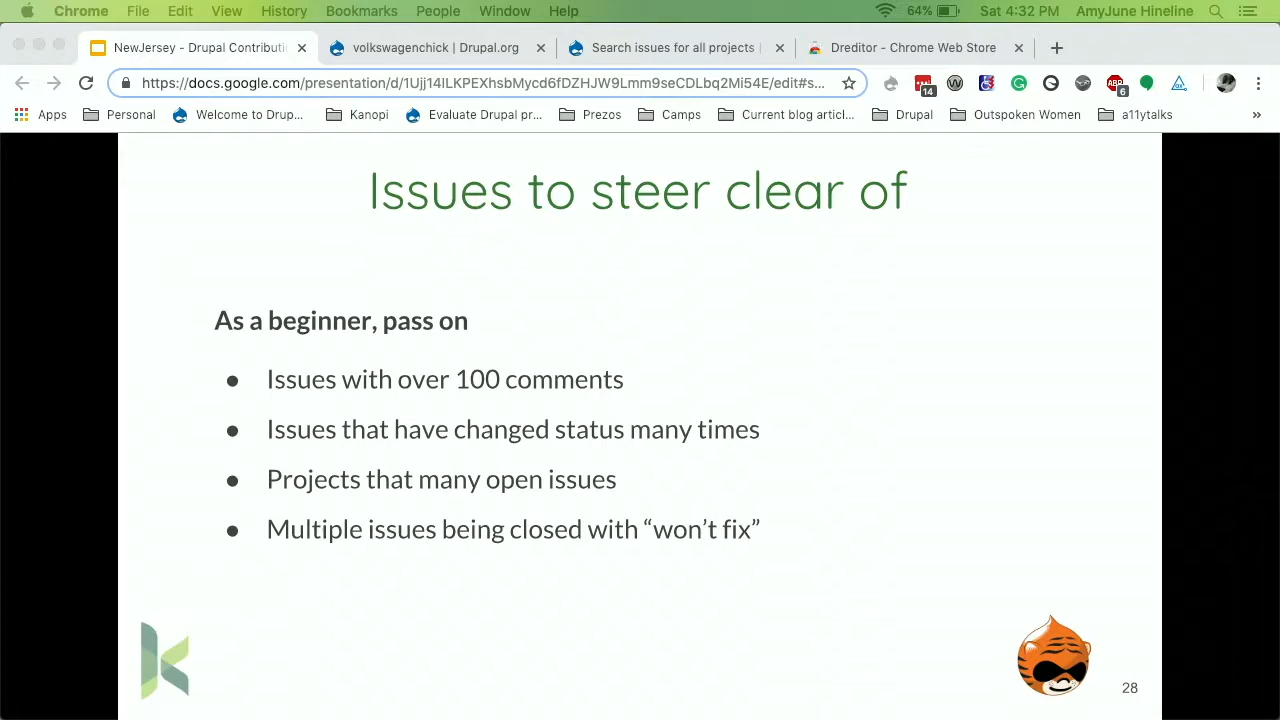 Chrome File Edit View History Bookmarks People Window Help 64% Sat 4:32 PM AmyJune Hineline
NewJersey - Drupal Contributi volkswagenchick | Drupal.org Search issues for all projects | Dreditor - Chrome Web Store
https://docs.google.com/presentation/d/1Ujj14lLKPEXhsbMycd6fDZHJW9Lmm9seCDLbq2Mi54E/edit#s... 14 ABP 6
Apps Personal Welcome to Drup... Kanopi Evaluate Drupal pr... Prezos Camps Current blog articl... Drupal Outspoken Women a11ytalks »
Issues to steer clear of
As a beginner, pass on
● Issues with over 100 comments
● Issues that have changed status many times
● Projects that many open issues
● Multiple issues being closed with “won’t fix”
28